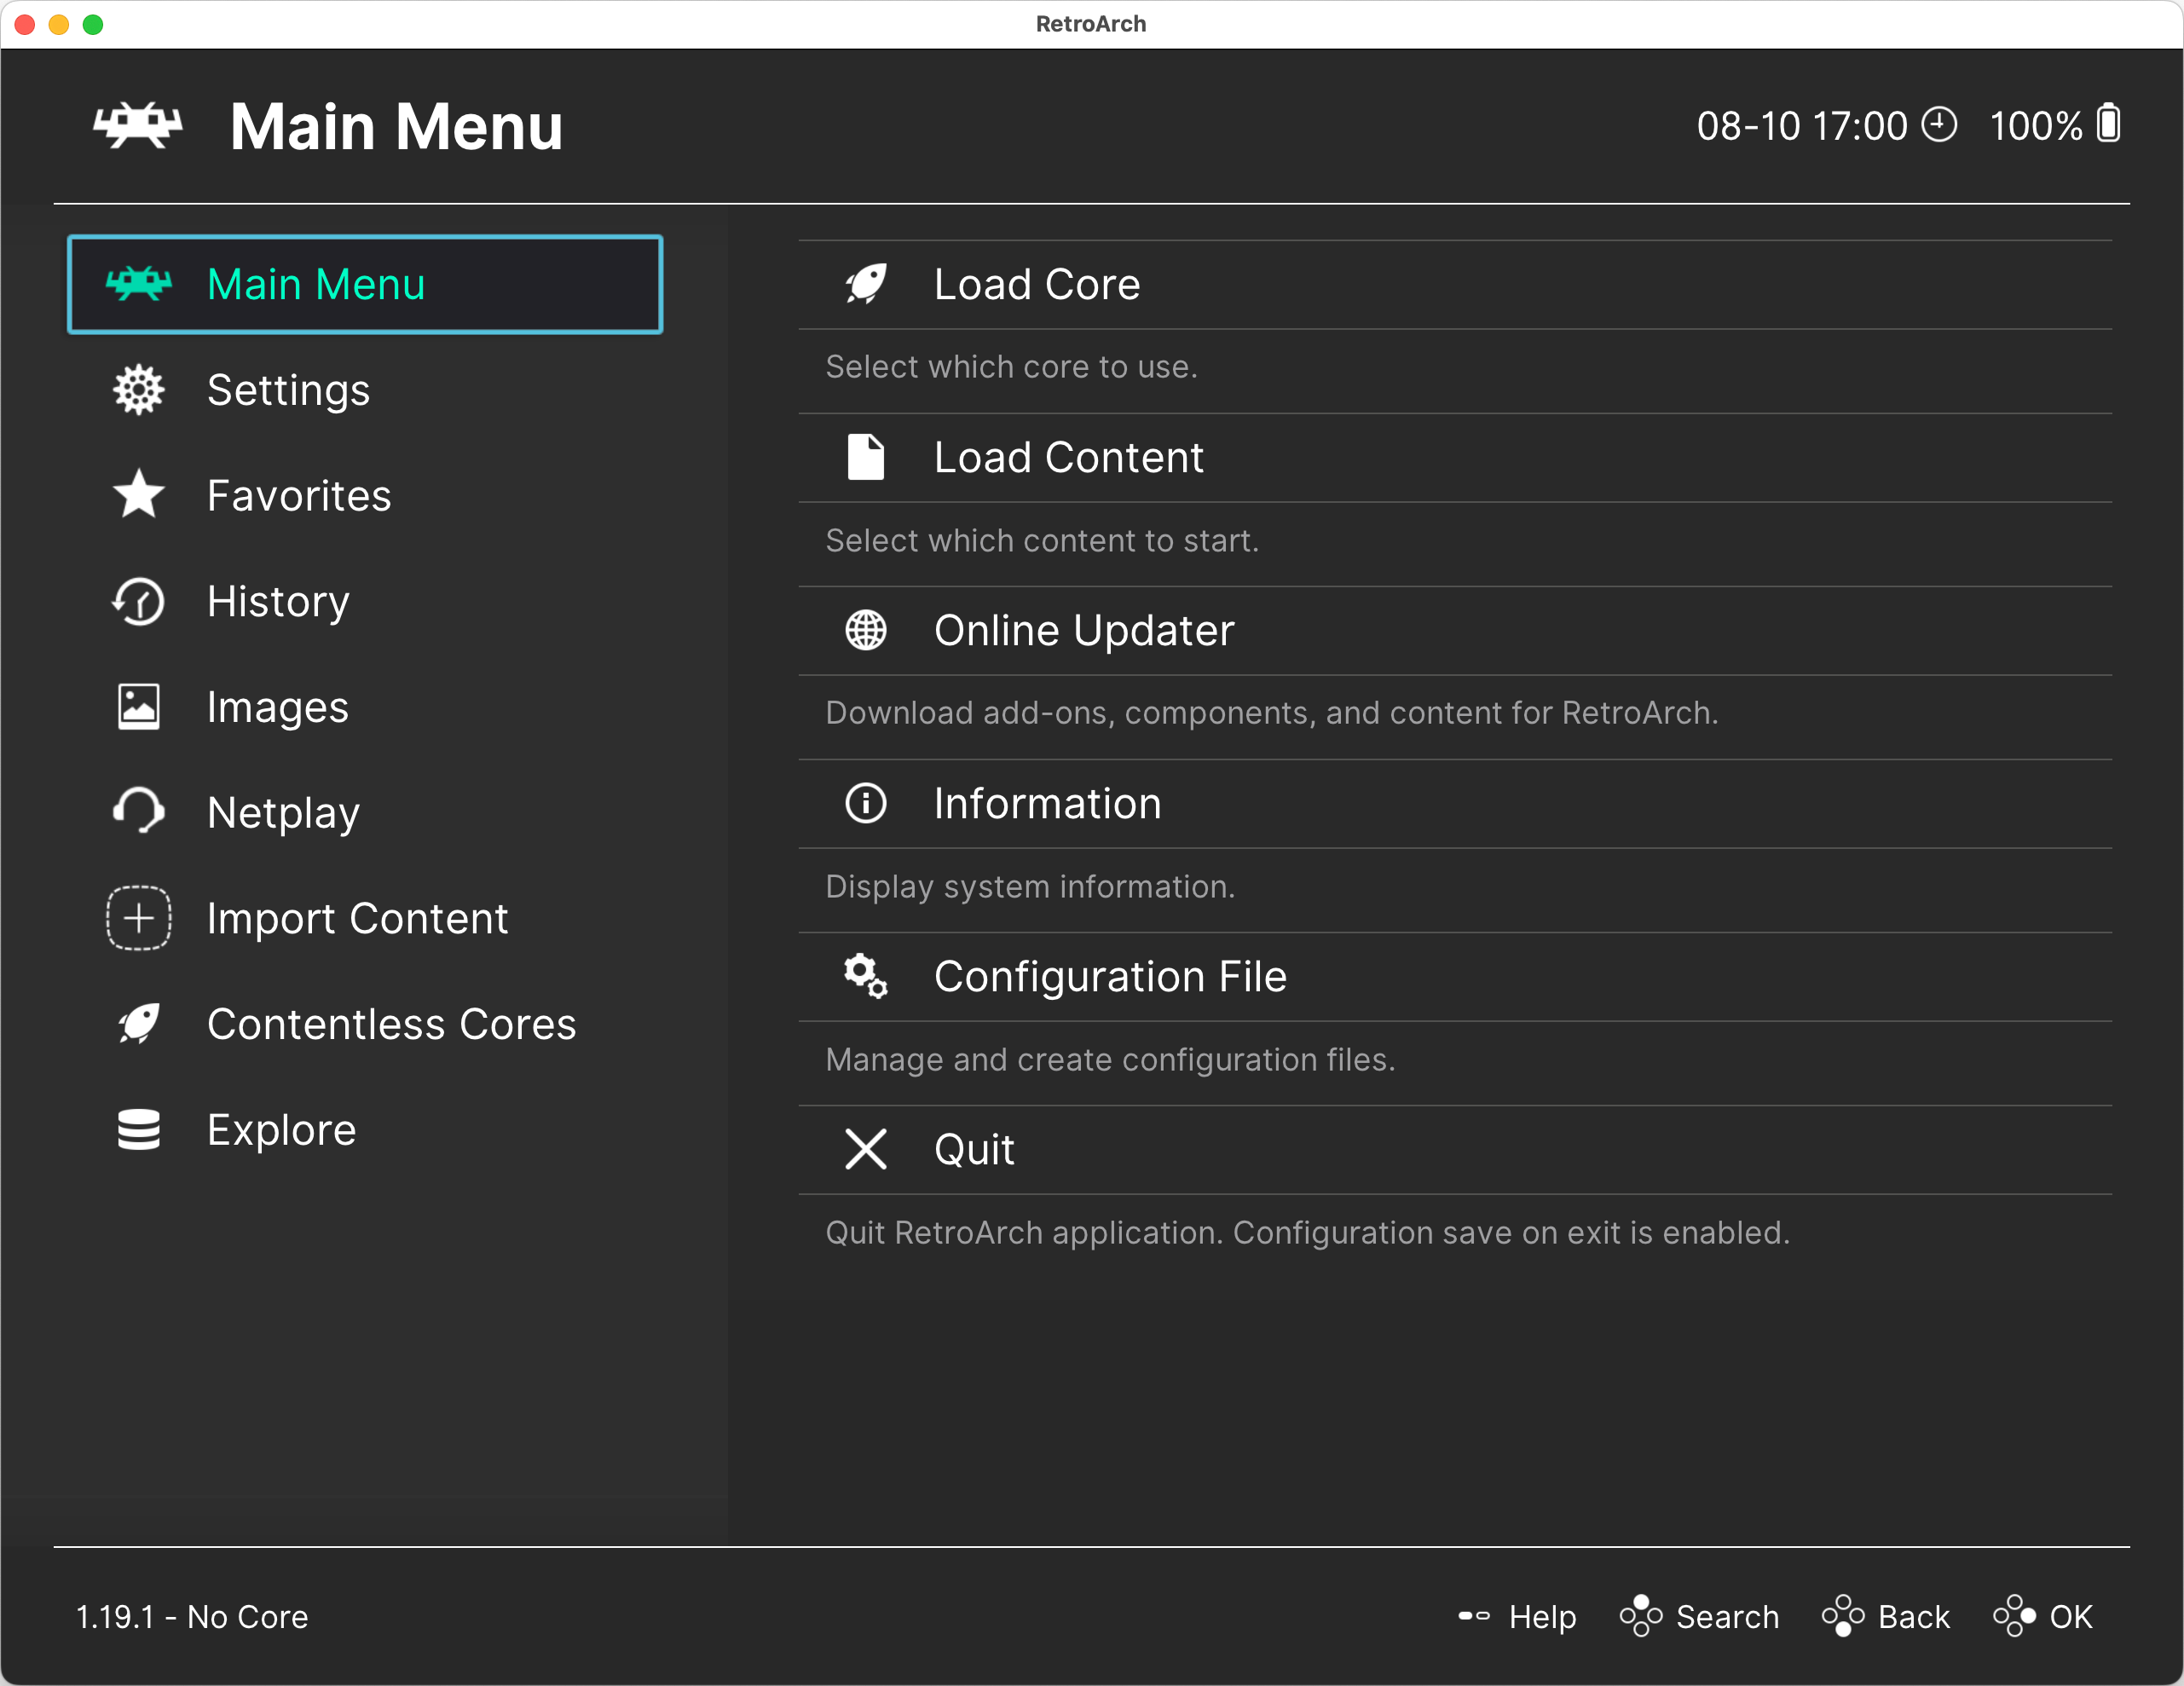 RetroArch
Main Menu
08-10 17:00
100%
Main Menu
Settings
Favorites
History
Images
Netplay
Import Content
Contentless Cores
Explore
Load Core
Select which core to use.
Load Content
Select which content to start.
Online Updater
Download add-ons, components, and content for RetroArch.
Information
Display system information.
Configuration File
Manage and create configuration files.
Quit
Quit RetroArch application. Configuration save on exit is enabled.
1.19.1 - No Core
Help
Search
Back
OK